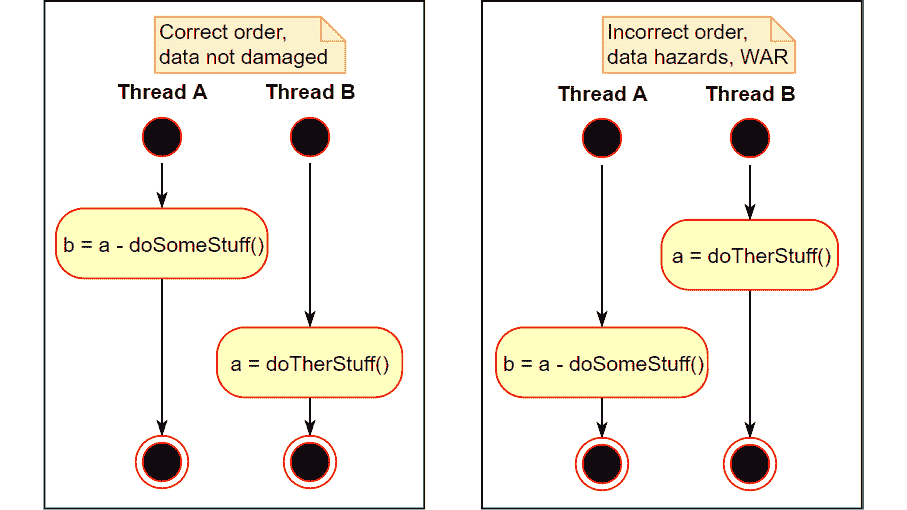 Correct order,
data not damaged
Thread A
Thread B
b = a - doSomeStuff()
a = doTherStuff()
Incorrect order,
data hazards, WAR
Thread A
Thread B
a = doTherStuff()
b = a - doSomeStuff()